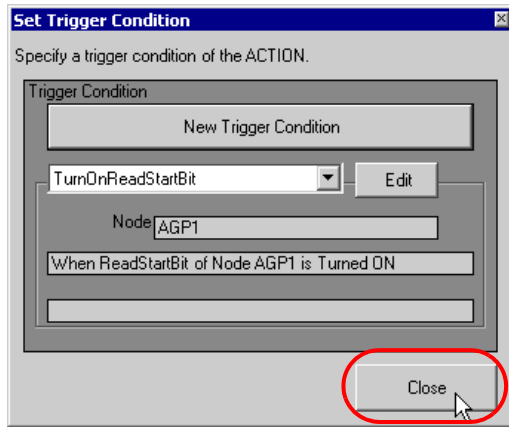 Set Trigger Condition
Specify a trigger condition of the ACTION.
Trigger Condition
New Trigger Condition
TurnOnReadStartBit
Edit
Node AGP1
When ReadStartBit of Node AGP1 is Turned ON
Close